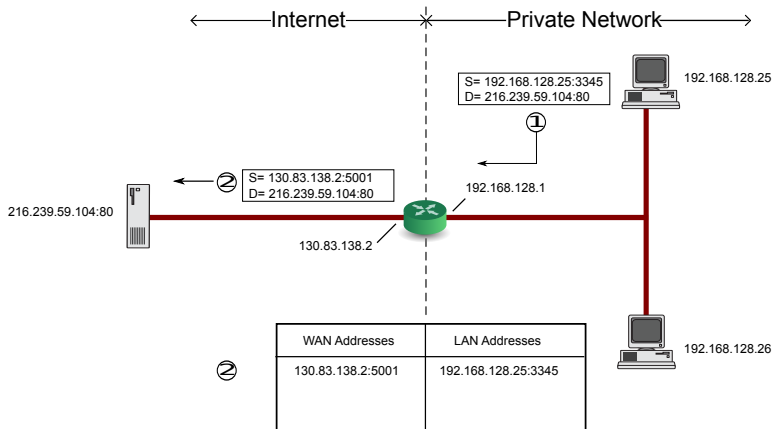 Internet
Private Network
S= 192.168.128.25:3345
D= 216.239.59.104:80
192.168.128.25
①
② S= 130.83.138.2:5001
D= 216.239.59.104:80
192.168.128.1
216.239.59.104:80
130.83.138.2
WAN Addresses LAN Addresses
192.168.128.26
② 130.83.138.2:5001 192.168.128.25:3345